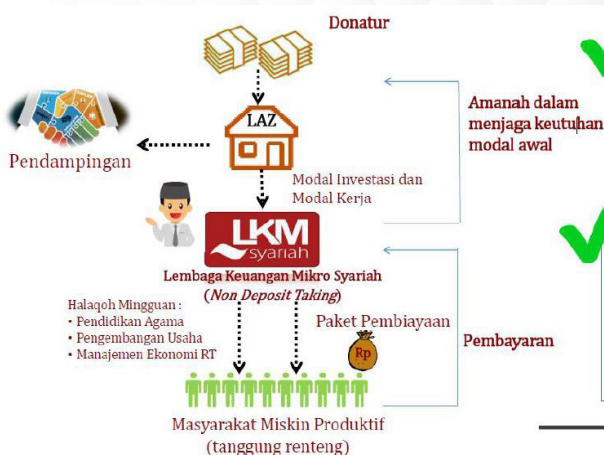 Donatur
LAZ
Pendampingan
Amanah dalam
menjaga keutuhan
modal awal
Modal Investasi dan
Modal Kerja
LKM
syariah
Lembaga Keuangan Mikro Syariah
(Non Deposit Taking)
Halaqoh Mingguan :
• Pendidikan Agama
• Pengembangan Usaha
• Manajemen Ekonomi RT
Paket Pembiayaan
Rp
Pembayaran
Masyarakat Miskin Produktif
(tanggung renteng)